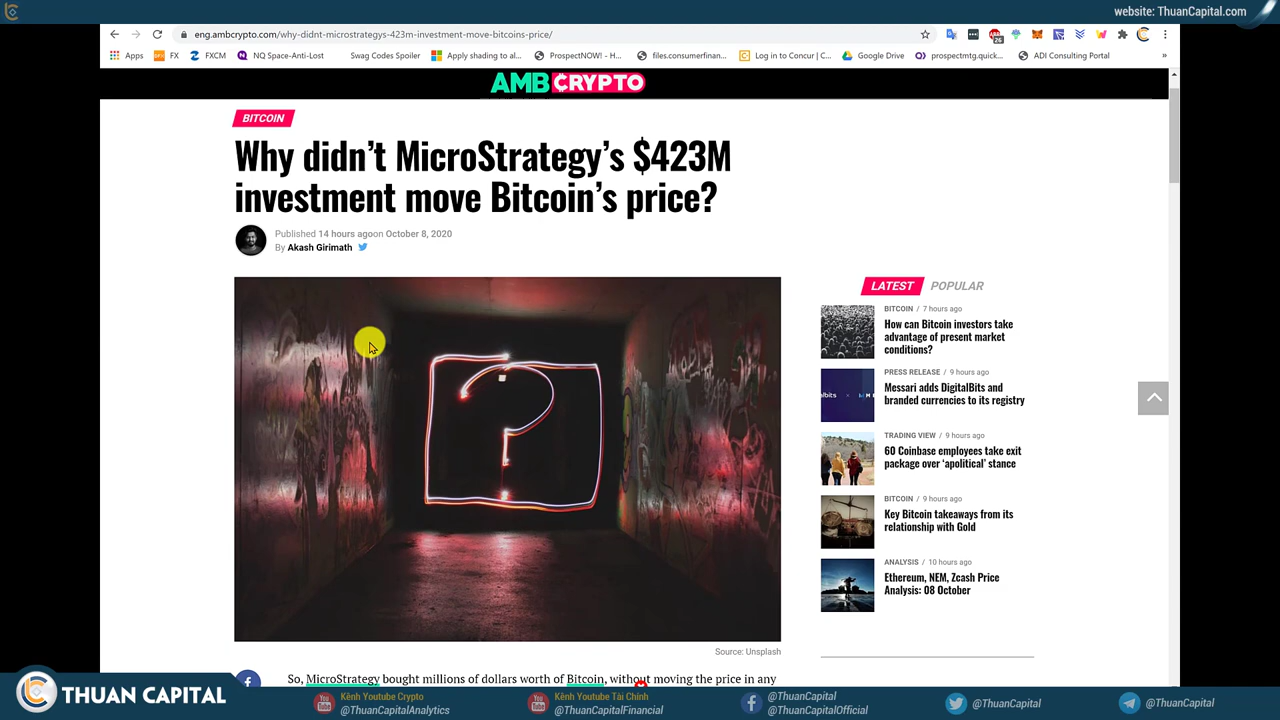 website: ThuanCapital.com
eng.ambcrypto.com/why-didnt-microstrategys-423m-investment-move-bitcoins-price/
26
Apps
FX
FXCM
NQ Space-Anti-Lost
Swag Codes Spoiler
Apply shading to al...
ProspectNOW! - H...
files.consumerfinan...
Log in to Concur | C...
Google Drive
prospectmtg.quick...
ADI Consulting Portal
»
AMBCRYPTO
BITCOIN
Why didn't MicroStrategy's $423M
investment move Bitcoin's price?
Published 14 hours agoon October 8, 2020
By Akash Girimath
LATEST
POPULAR
BITCOIN / 7 hours ago
How can Bitcoin investors take
advantage of present market
conditions?
PRESS RELEASE / 9 hours ago
Messari adds DigitalBits and
branded currencies to its registry
TRADING VIEW / 9 hours ago
60 Coinbase employees take exit
package over 'apolitical' stance
BITCOIN / 9 hours ago
Key Bitcoin takeaways from its
relationship with Gold
ANALYSIS / 10 hours ago
Ethereum, NEM, Zcash Price
Analysis: 08 October
?
Source: Unsplash
So, MicroStrategy bought millions of dollars worth of Bitcoin, without moving the price in any
THUAN CAPITAL
Kênh Youtube Crypto
@ThuanCapitalAnalytics
Kênh Youtube Tài Chính
@ThuanCapitalFinancial
@ThuanCapital
@ThuanCapitalOfficial
@ThuanCapital
@ThuanCapital